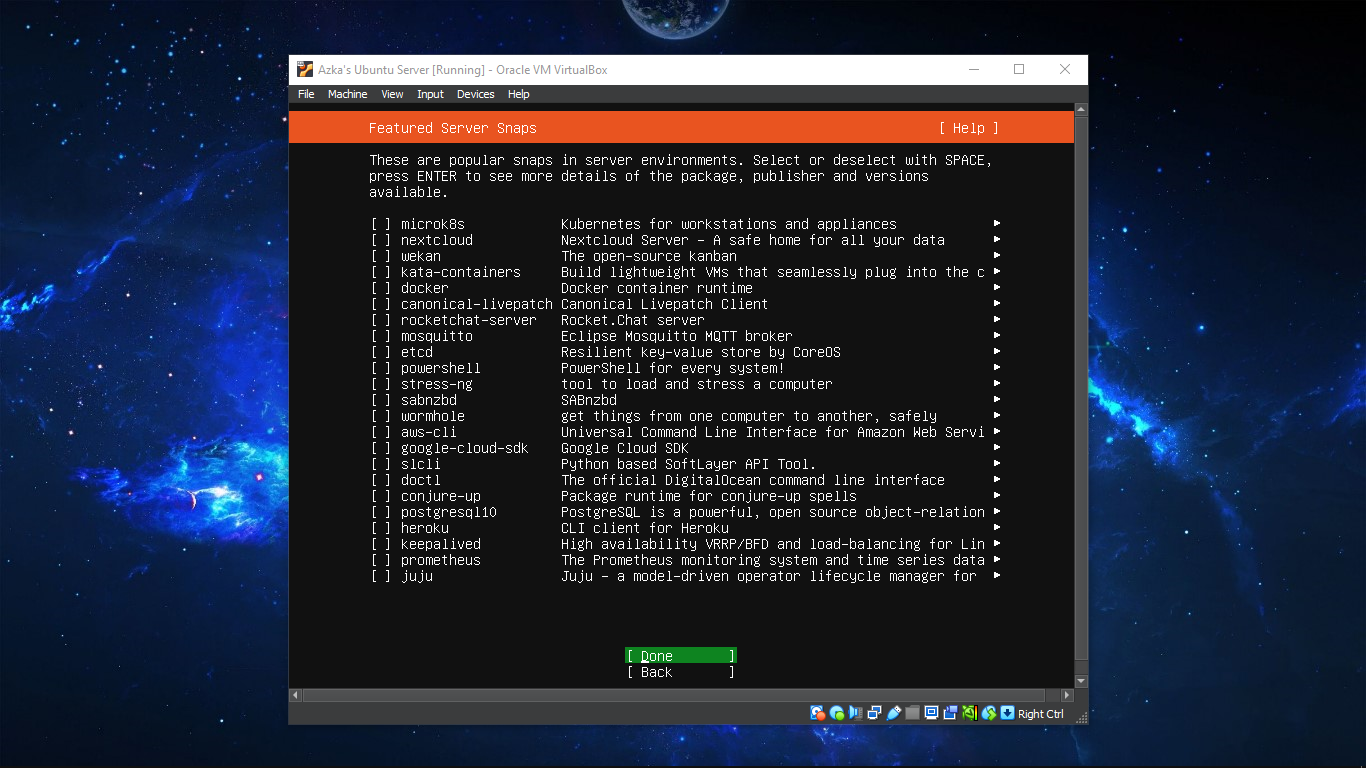 Azka's Ubuntu Server [Running] - Oracle VM VirtualBox
File Machine View Input Devices Help
Featured Server Snaps [ Help ]
These are popular snaps in server environments. Select or deselect with SPACE,
press ENTER to see more details of the package, publisher and versions
available.
[ ] microk8s Kubernetes for workstations and appliances ▸
[ ] nextcloud Nextcloud Server - A safe home for all your data ▸
[ ] wekan The open-source kanban ▸
[ ] kata-containers Build lightweight VMs that seamlessly plug into the c ▸
[ ] docker Docker container runtime ▸
[ ] canonical-livepatch Canonical Livepatch Client ▸
[ ] rocketchat-server Rocket.Chat server ▸
[ ] mosquitto Eclipse Mosquitto MQTT broker ▸
[ ] etcd Resilient key-value store by CoreOS ▸
[ ] powershell PowerShell for every system! ▸
[ ] stress-ng tool to load and stress a computer ▸
[ ] sabnzbd SABnzbd ▸
[ ] wormhole get things from one computer to another, safely ▸
[ ] aws-cli Universal Command Line Interface for Amazon Web Servi ▸
[ ] google-cloud-sdk Google Cloud SDK ▸
[ ] slcli Python based SoftLayer API Tool. ▸
[ ] doctl The official DigitalOcean command line interface ▸
[ ] conjure-up Package runtime for conjure-up spells ▸
[ ] postgresql10 PostgreSQL is a powerful, open source object-relation ▸
[ ] heroku CLI client for Heroku ▸
[ ] keepalived High availability VRRP/BFD and load-balancing for Lin ▸
[ ] prometheus The Prometheus monitoring system and time series data ▸
[ ] juju Juju - a model-driven operator lifecycle manager for ▸
[ Done ]
[ Back ]
Right Ctrl